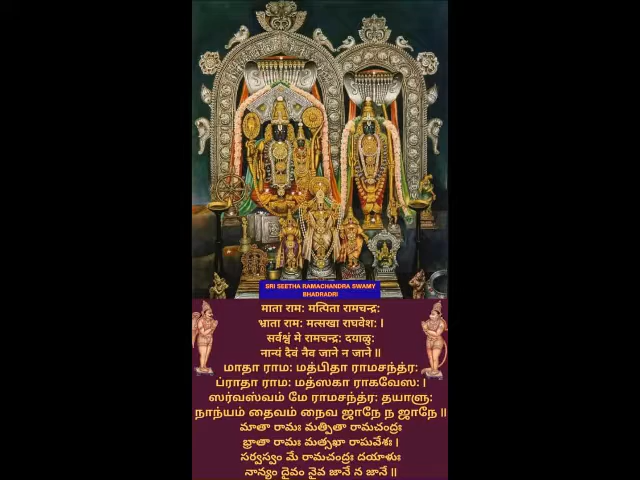 SRI SEETHA RAMACHANDRA SWAMY
BHADRADRI
माता राम: मत्पिता रामचन्द्र:
भ्राता राम: मत्सखा राघवेश: ।
सर्वश्वं मे रामचन्द्र: दयाळु:
नान्यं दैवं नैव जाने न जाने ॥
மாதா ராம: மத்பிதா ராமசந்த்ர:
ப்ராதா ராம: மத்ஸகா ராகவேஸ: ।
ஸர்வஸ்வம் மே ராமசந்த்ர: தயாளு:
நாந்யம் தைவம் நைவ ஜாநே ந ஜாநே ॥
మాతా రామః మత్పితా రామచంద్రః
భ్రాతా రామః మత్సఖా రాఘవేశః ।
సర్వస్వం మే రామచంద్రః దయాళుః
నాన్యం దైవం నైవ జానే న జానే ॥